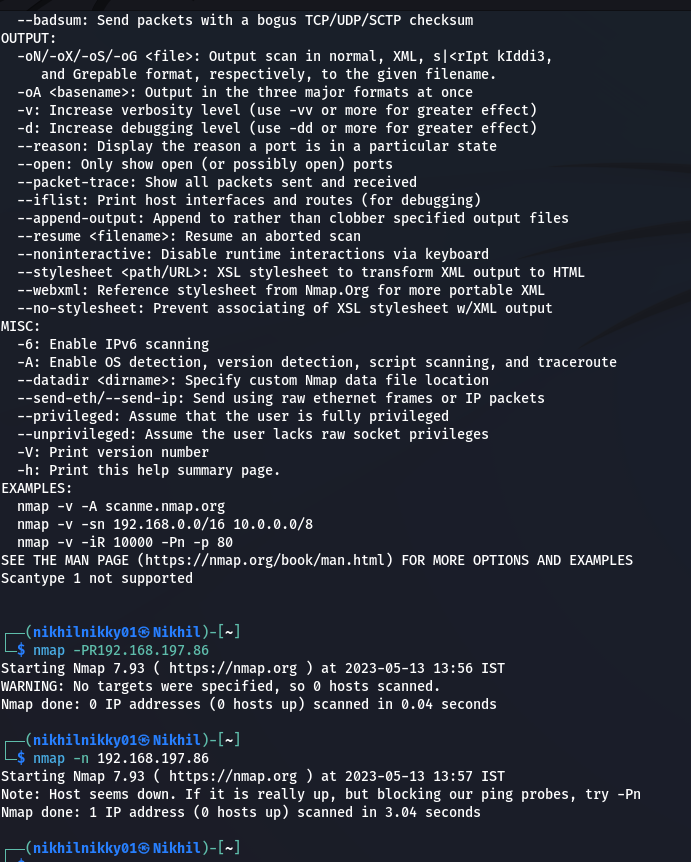 --badsum: Send packets with a bogus TCP/UDP/SCTP checksum
OUTPUT:
-oN/-oX/-oS/-oG <file>: Output scan in normal, XML, s|<rIpt kIddi3,
and Grepable format, respectively, to the given filename.
-oA <basename>: Output in the three major formats at once
-v: Increase verbosity level (use -vv or more for greater effect)
-d: Increase debugging level (use -dd or more for greater effect)
--reason: Display the reason a port is in a particular state
--open: Only show open (or possibly open) ports
--packet-trace: Show all packets sent and received
--iflist: Print host interfaces and routes (for debugging)
--append-output: Append to rather than clobber specified output files
--resume <filename>: Resume an aborted scan
--noninteractive: Disable runtime interactions via keyboard
--stylesheet <path/URL>: XSL stylesheet to transform XML output to HTML
--webxml: Reference stylesheet from Nmap.Org for more portable XML
--no-stylesheet: Prevent associating of XSL stylesheet w/XML output
MISC:
-6: Enable IPv6 scanning
-A: Enable OS detection, version detection, script scanning, and traceroute
--datadir <dirname>: Specify custom Nmap data file location
--send-eth/--send-ip: Send using raw ethernet frames or IP packets
--privileged: Assume that the user is fully privileged
--unprivileged: Assume the user lacks raw socket privileges
-V: Print version number
-h: Print this help summary page.
EXAMPLES:
nmap -v -A scanme.nmap.org
nmap -v -sn 192.168.0.0/16 10.0.0.0/8
nmap -v -iR 10000 -Pn -p 80
SEE THE MAN PAGE (https://nmap.org/book/man.html) FOR MORE OPTIONS AND EXAMPLES
Scantype 1 not supported
┌──(nikhilnikky01㉿Nikhil)-[~]
└─$ nmap -PR192.168.197.86
Starting Nmap 7.93 ( https://nmap.org ) at 2023-05-13 13:56 IST
WARNING: No targets were specified, so 0 hosts scanned.
Nmap done: 0 IP addresses (0 hosts up) scanned in 0.04 seconds
┌──(nikhilnikky01㉿Nikhil)-[~]
└─$ nmap -n 192.168.197.86
Starting Nmap 7.93 ( https://nmap.org ) at 2023-05-13 13:57 IST
Note: Host seems down. If it is really up, but blocking our ping probes, try -Pn
Nmap done: 1 IP address (0 hosts up) scanned in 3.04 seconds
┌──(nikhilnikky01㉿Nikhil)-[~]